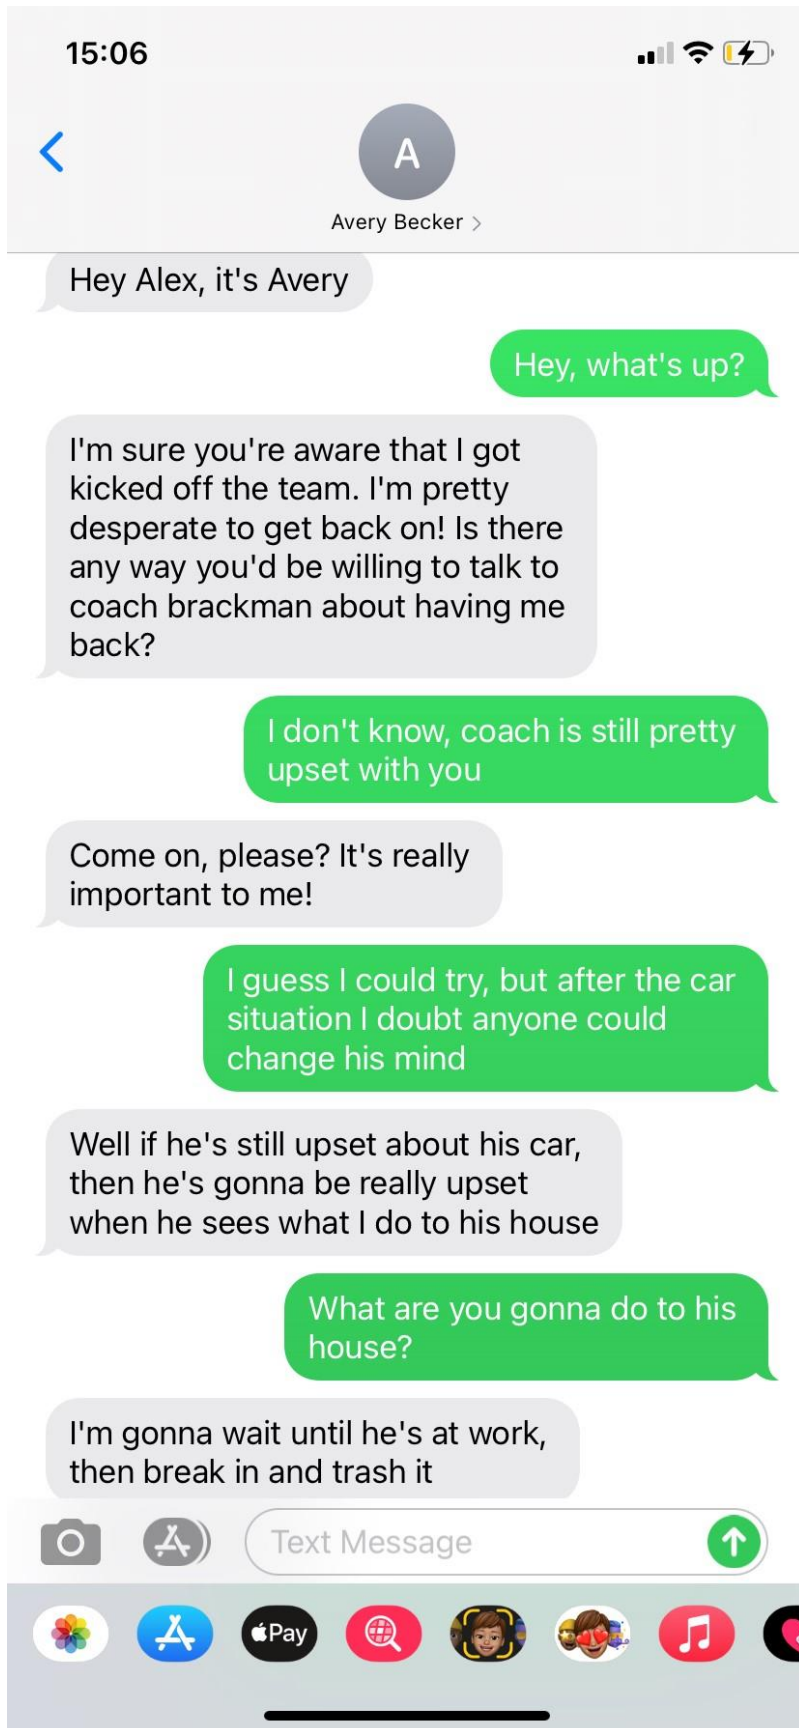 15:06
A
Avery Becker
Hey Alex, it's Avery
Hey, what's up?
I'm sure you're aware that I got
kicked off the team. I'm pretty
desperate to get back on! Is there
any way you'd be willing to talk to
coach brackman about having me
back?
I don't know, coach is still pretty
upset with you
Come on, please? It's really
important to me!
I guess I could try, but after the car
situation I doubt anyone could
change his mind
Well if he's still upset about his car,
then he's gonna be really upset
when he sees what I do to his house
What are you gonna do to his
house?
I'm gonna wait until he's at work,
then break in and trash it
Text Message
Pay